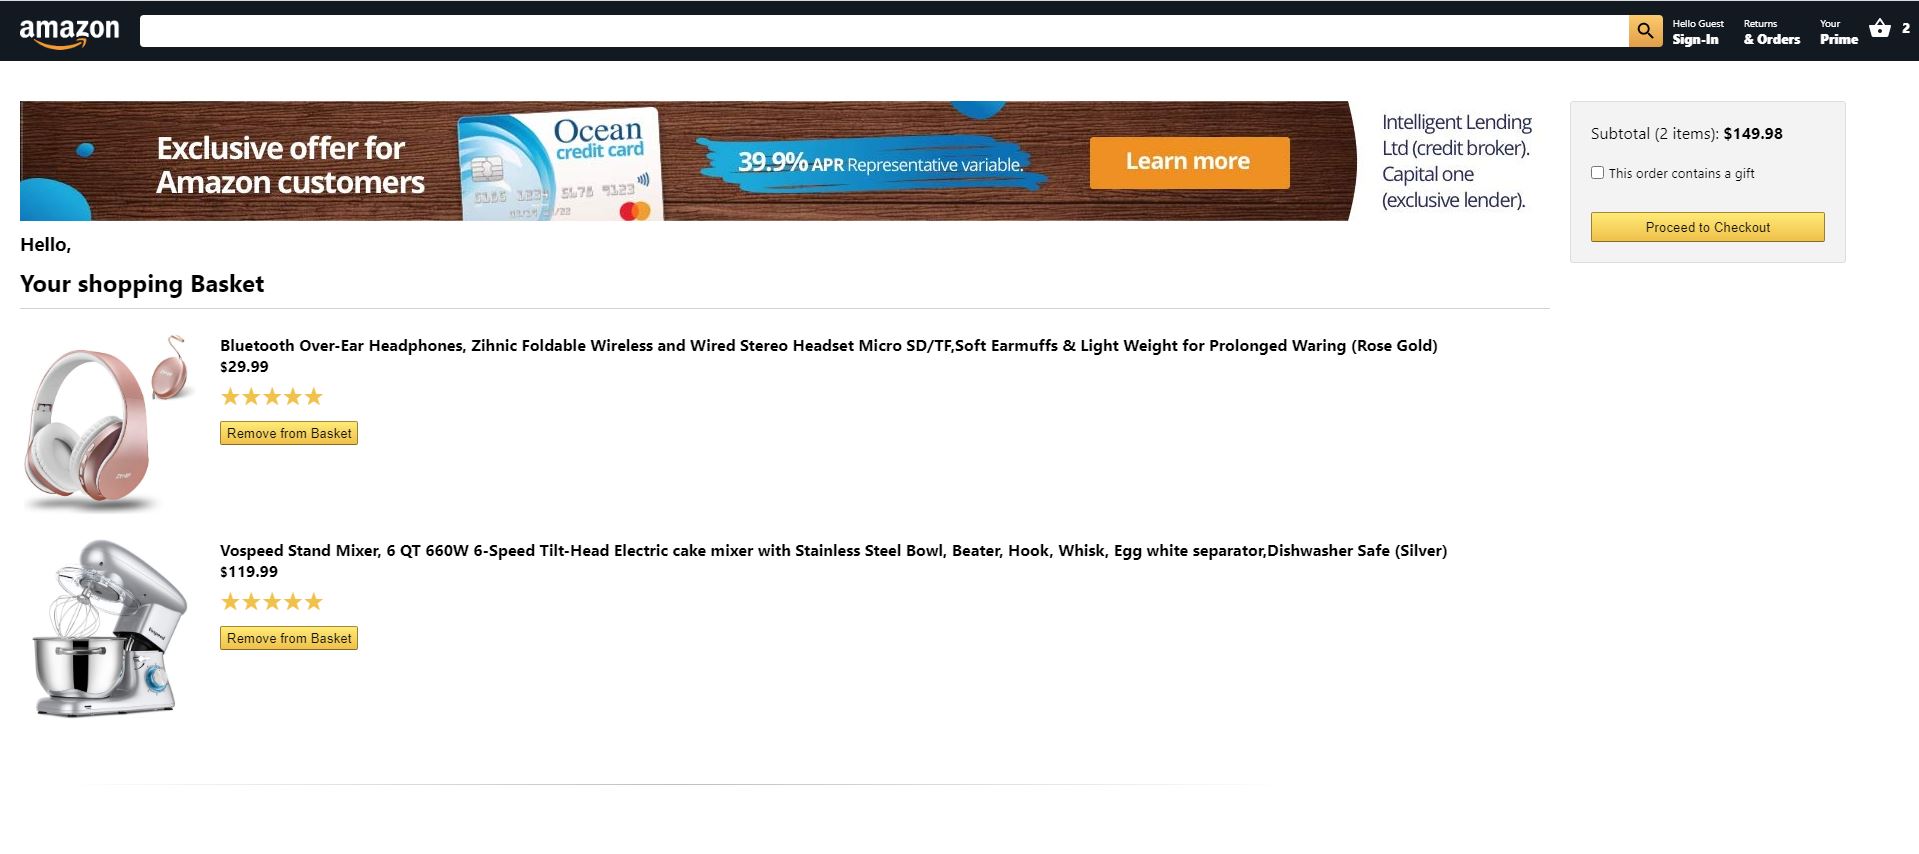 amazon
Hello Guest
Sign-In
Returns
& Orders
Your
Prime
2
Exclusive offer for
Amazon customers
Ocean
credit card
39.9% APR Representative variable.
Learn more
Intelligent Lending
Ltd (credit broker).
Capital one
(exclusive lender).
Subtotal (2 items): $149.98
This order contains a gift
Proceed to Checkout
Hello,
Your shopping Basket
Bluetooth Over-Ear Headphones, Zihnic Foldable Wireless and Wired Stereo Headset Micro SD/TF,Soft Earmuffs & Light Weight for Prolonged Waring (Rose Gold)
$29.99
Remove from Basket
Vospeed Stand Mixer, 6 QT 660W 6-Speed Tilt-Head Electric cake mixer with Stainless Steel Bowl, Beater, Hook, Whisk, Egg white separator,Dishwasher Safe (Silver)
$119.99
Remove from Basket